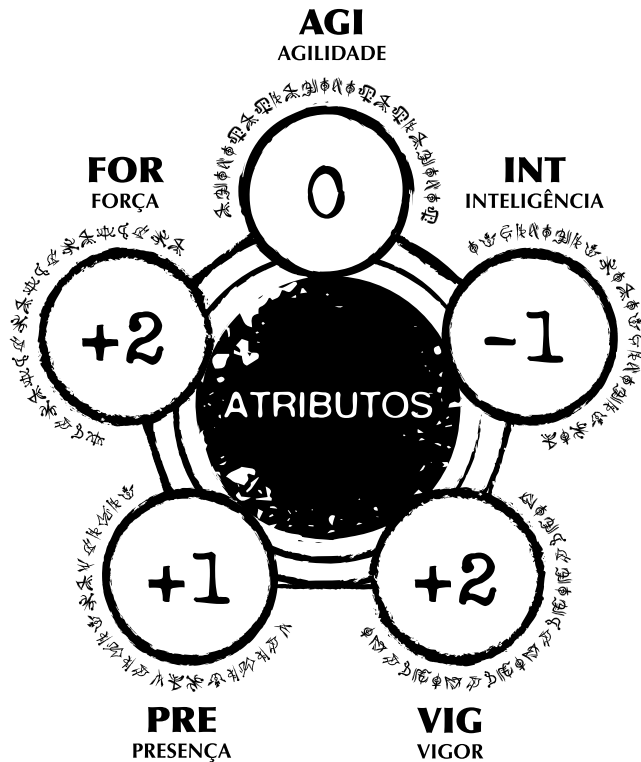 AGI
AGILIDADE
0
FOR
FORÇA
+2
INT
INTELIGÊNCIA
-1
ATRIBUTOS
+1
+2
PRE
PRESENÇA
VIG
VIGOR